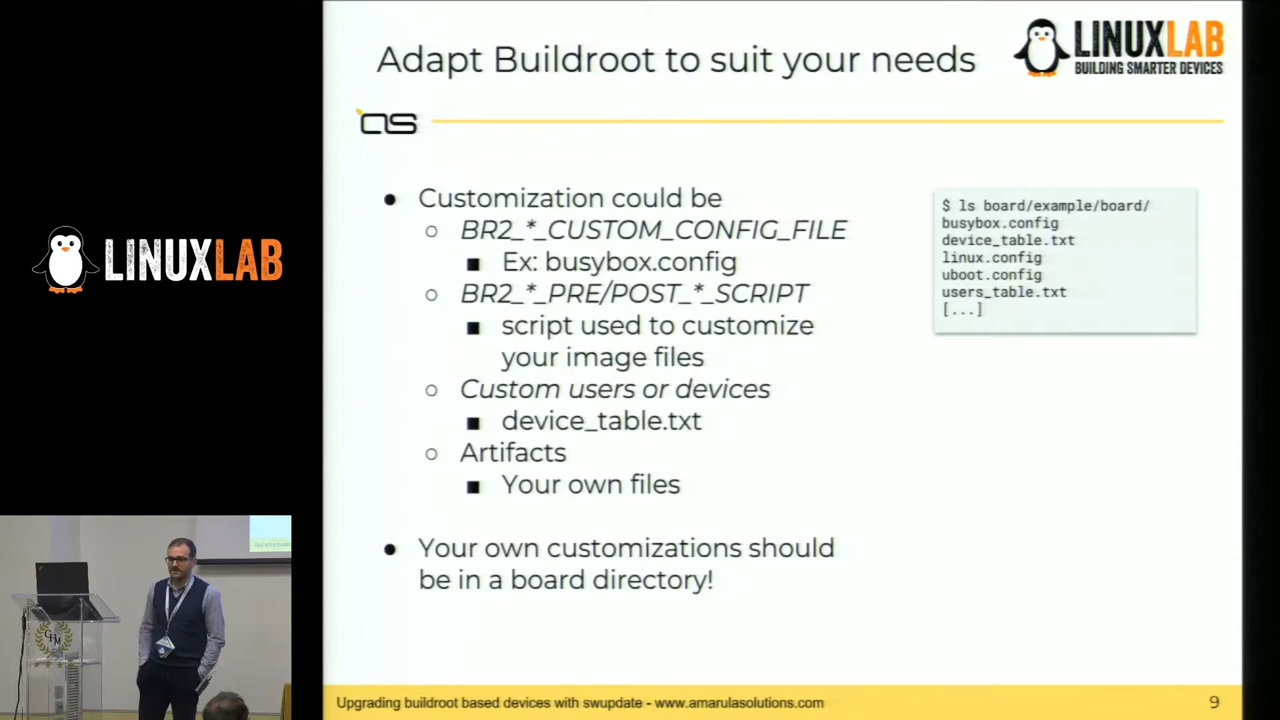 Adapt Buildroot to suit your needs
LINUXLAB
BUILDING SMARTER DEVICES
as
● Customization could be
○ BR2_*_CUSTOM_CONFIG_FILE
■ Ex: busybox.config
○ BR2_*_PRE/POST_*_SCRIPT
■ script used to customize
your image files
○ Custom users or devices
■ device_table.txt
○ Artifacts
■ Your own files
● Your own customizations should
be in a board directory!
$ ls board/example/board/
busybox.config
device_table.txt
linux.config
uboot.config
users_table.txt
[...]
LINUXLAB
GHM
Upgrading buildroot based devices with swupdate - www.amarulasolutions.com
9